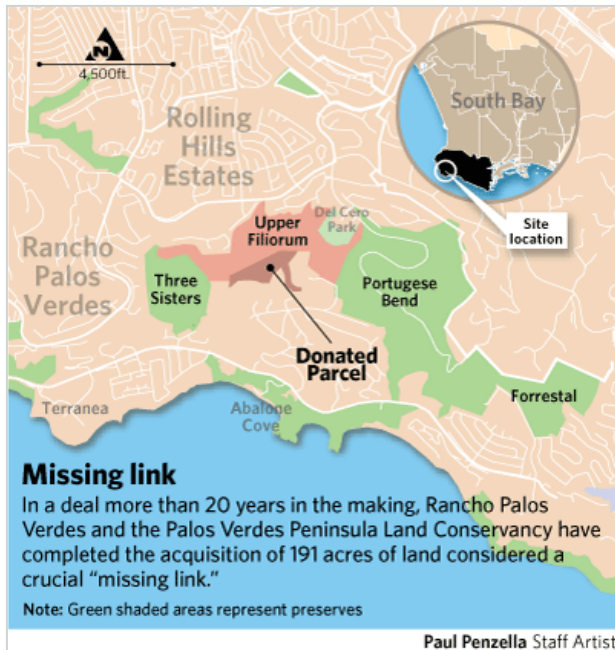 N
4,500ft.
South Bay
Rolling
Hills
Estates
Site
location
Del Cero
Park
Upper
Filiorum
Rancho
Palos
Verdes
Three
Sisters
Portugese
Bend
Donated
Parcel
Forrestal
Terranea
Abalone
Cove
Missing link
In a deal more than 20 years in the making, Rancho Palos
Verdes and the Palos Verdes Peninsula Land Conservancy have
completed the acquisition of 191 acres of land considered a
crucial “missing link.”
Note: Green shaded areas represent preserves
Paul Penzella Staff Artist